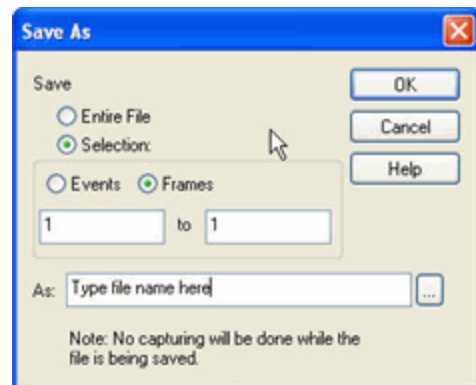 Save As
Save
OK
Entire File
Cancel
Selection:
Help
Events Frames
1 to 1
As: Type file name here ...
Note: No capturing will be done while the
file is being saved.